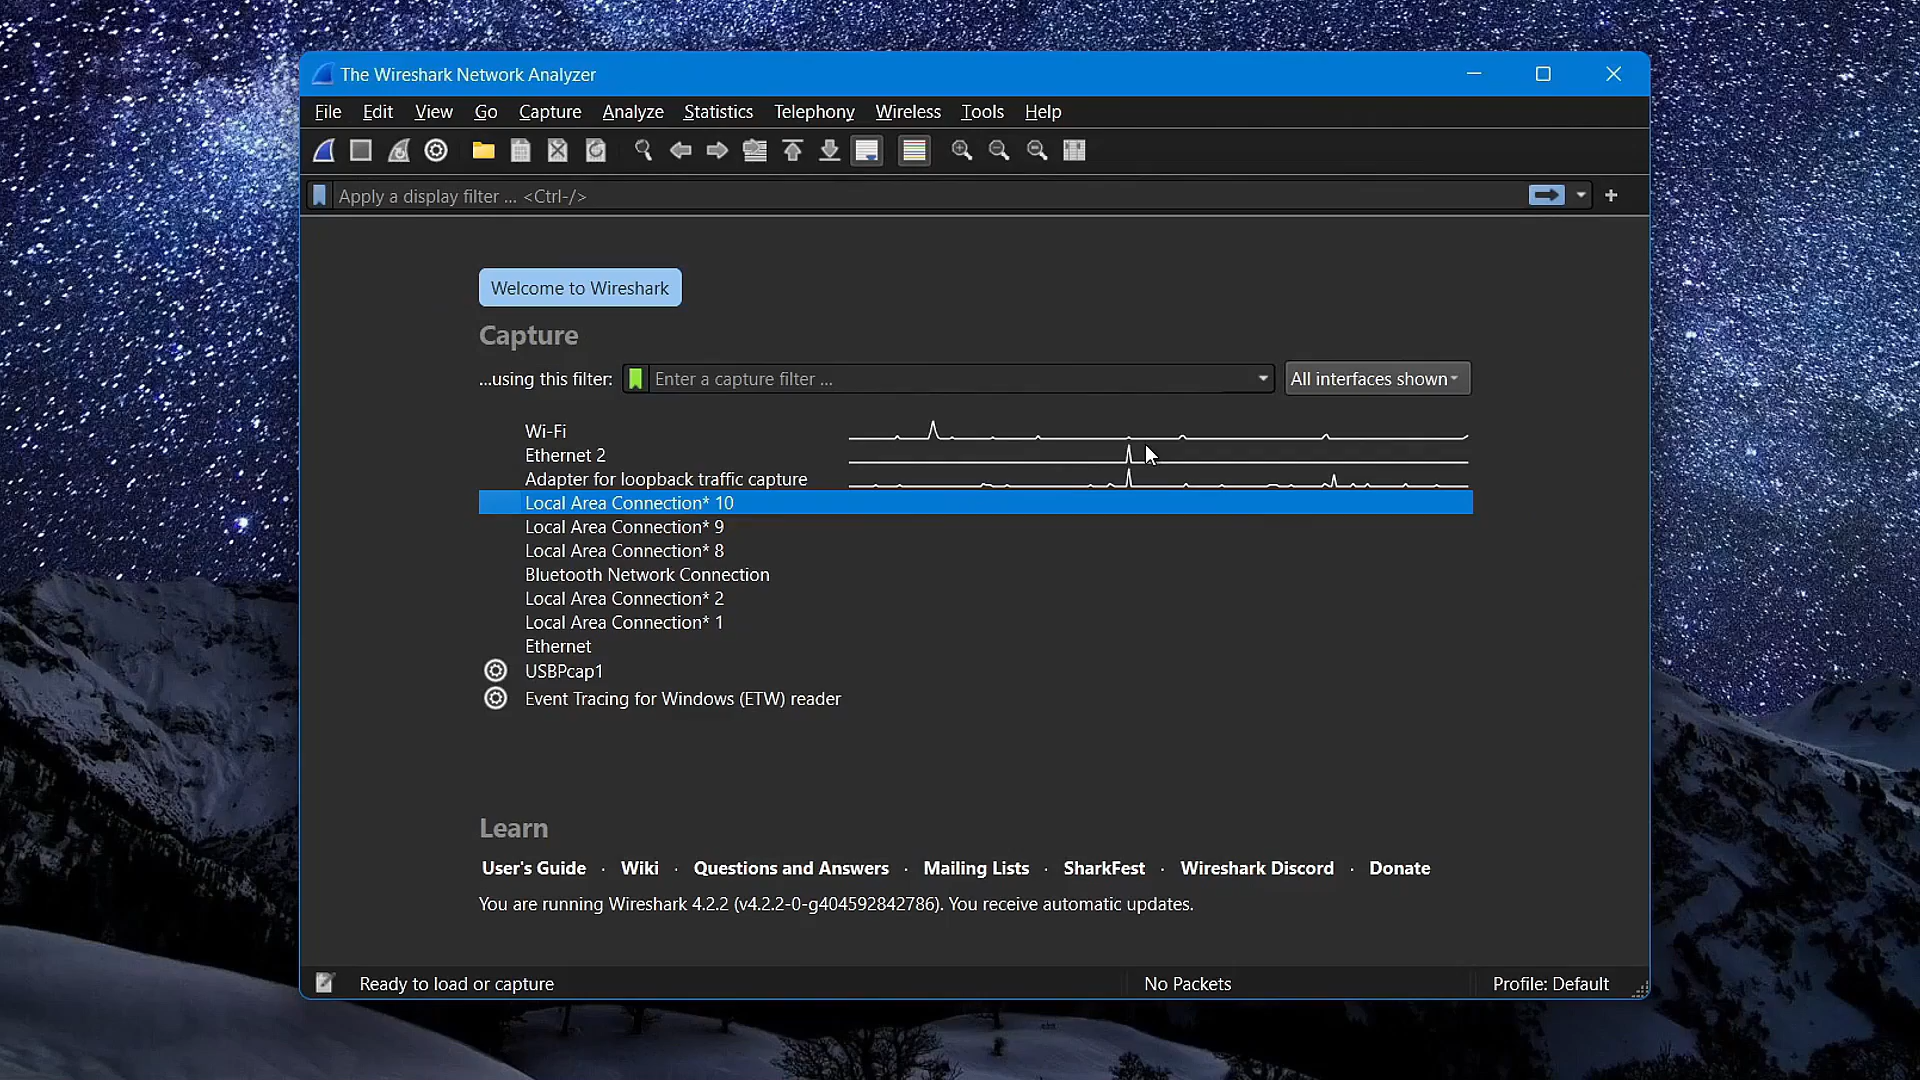 The Wireshark Network Analyzer
File Edit View Go Capture Analyze Statistics Telephony Wireless Tools Help
Apply a display filter ... <Ctrl-/>
Welcome to Wireshark
Capture
...using this filter: Enter a capture filter ... All interfaces shown
Wi-Fi
Ethernet 2
Adapter for loopback traffic capture
Local Area Connection* 10
Local Area Connection* 9
Local Area Connection* 8
Bluetooth Network Connection
Local Area Connection* 2
Local Area Connection* 1
Ethernet
USBPcap1
Event Tracing for Windows (ETW) reader
Learn
User's Guide · Wiki · Questions and Answers · Mailing Lists · SharkFest · Wireshark Discord · Donate
You are running Wireshark 4.2.2 (v4.2.2-0-g404592842786). You receive automatic updates.
Ready to load or capture No Packets Profile: Default